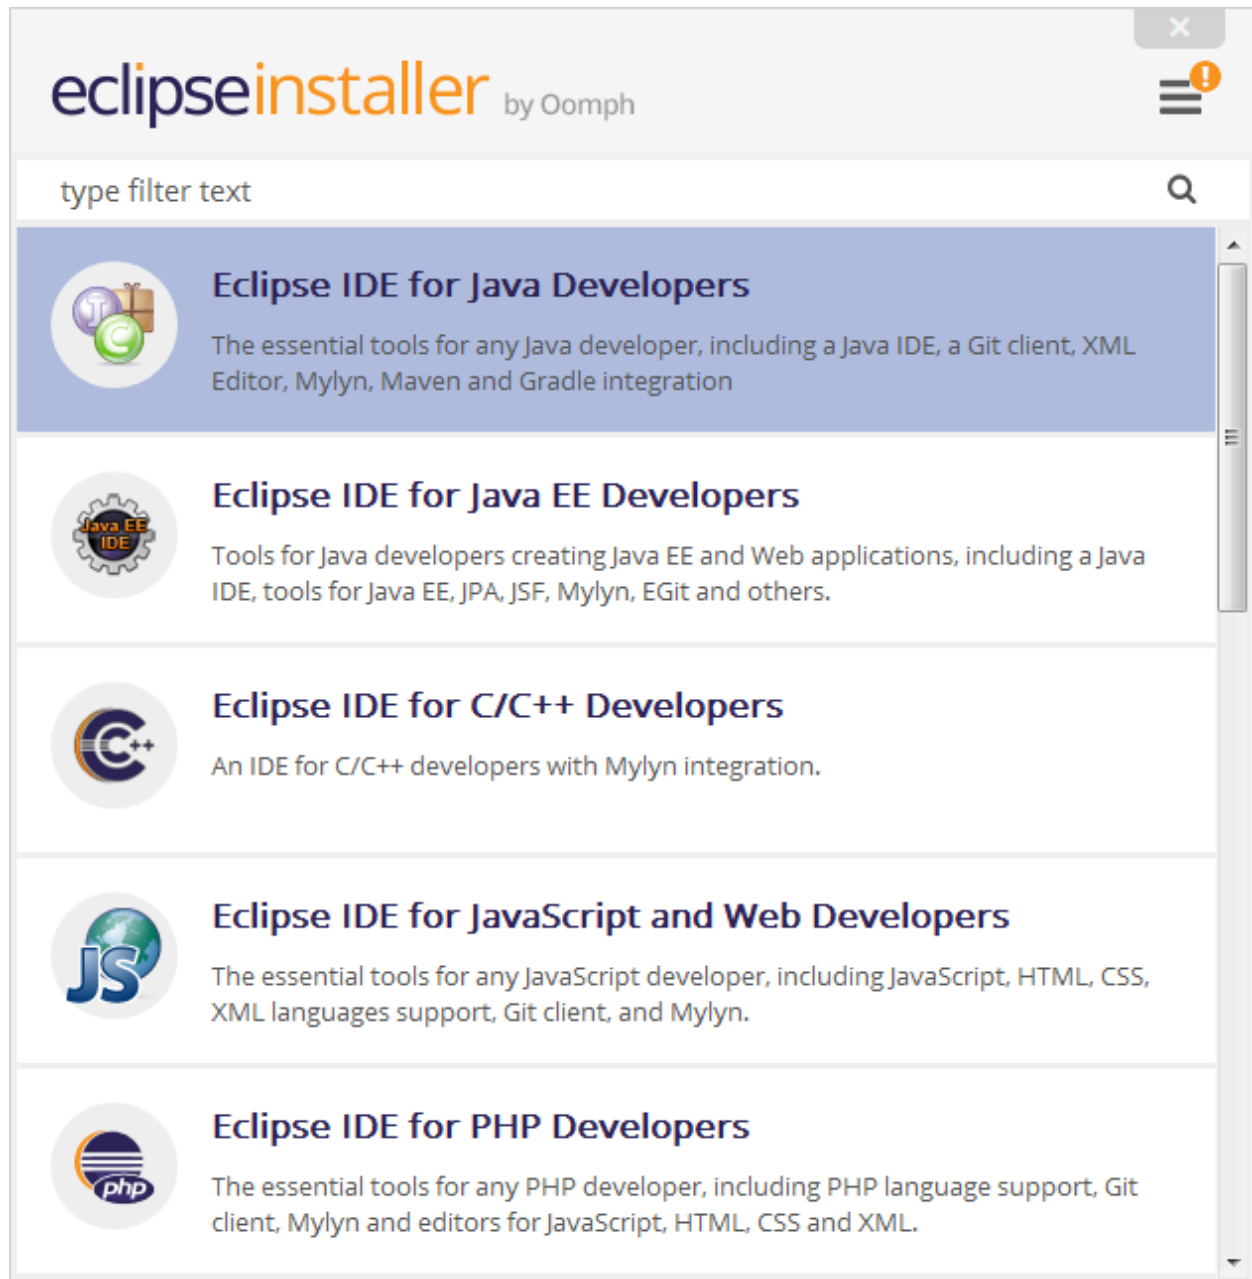 eclipseinstaller by Oomph
type filter text
Eclipse IDE for Java Developers
The essential tools for any Java developer, including a Java IDE, a Git client, XML
Editor, Mylyn, Maven and Gradle integration
Java EE
IDE
Eclipse IDE for Java EE Developers
Tools for Java developers creating Java EE and Web applications, including a Java
IDE, tools for Java EE, JPA, JSF, Mylyn, EGit and others.
C++
Eclipse IDE for C/C++ Developers
An IDE for C/C++ developers with Mylyn integration.
JS
Eclipse IDE for JavaScript and Web Developers
The essential tools for any JavaScript developer, including JavaScript, HTML, CSS,
XML languages support, Git client, and Mylyn.
php
Eclipse IDE for PHP Developers
The essential tools for any PHP developer, including PHP language support, Git
client, Mylyn and editors for JavaScript, HTML, CSS and XML.